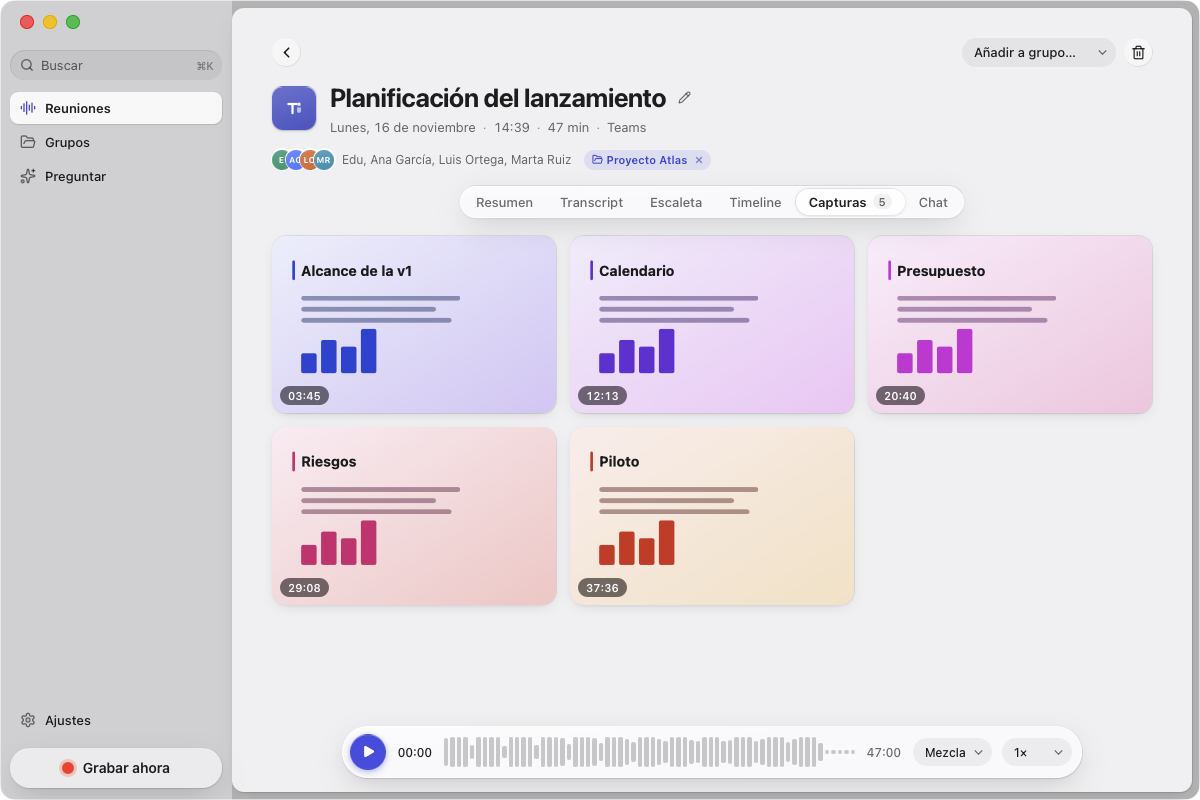 Buscar ⌘K
Reuniones
Grupos
Preguntar
Ajustes
Grabar ahora
Añadir a grupo...
Planificación del lanzamiento
Lunes, 16 de noviembre · 14:39 · 47 min · Teams
E AG LO MR Edu, Ana García, Luis Ortega, Marta Ruiz Proyecto Atlas ×
Resumen Transcript Escaleta Timeline Capturas 5 Chat
Alcance de la v1
03:45
Calendario
12:13
Presupuesto
20:40
Riesgos
29:08
Piloto
37:36
00:00 47:00 Mezcla 1×